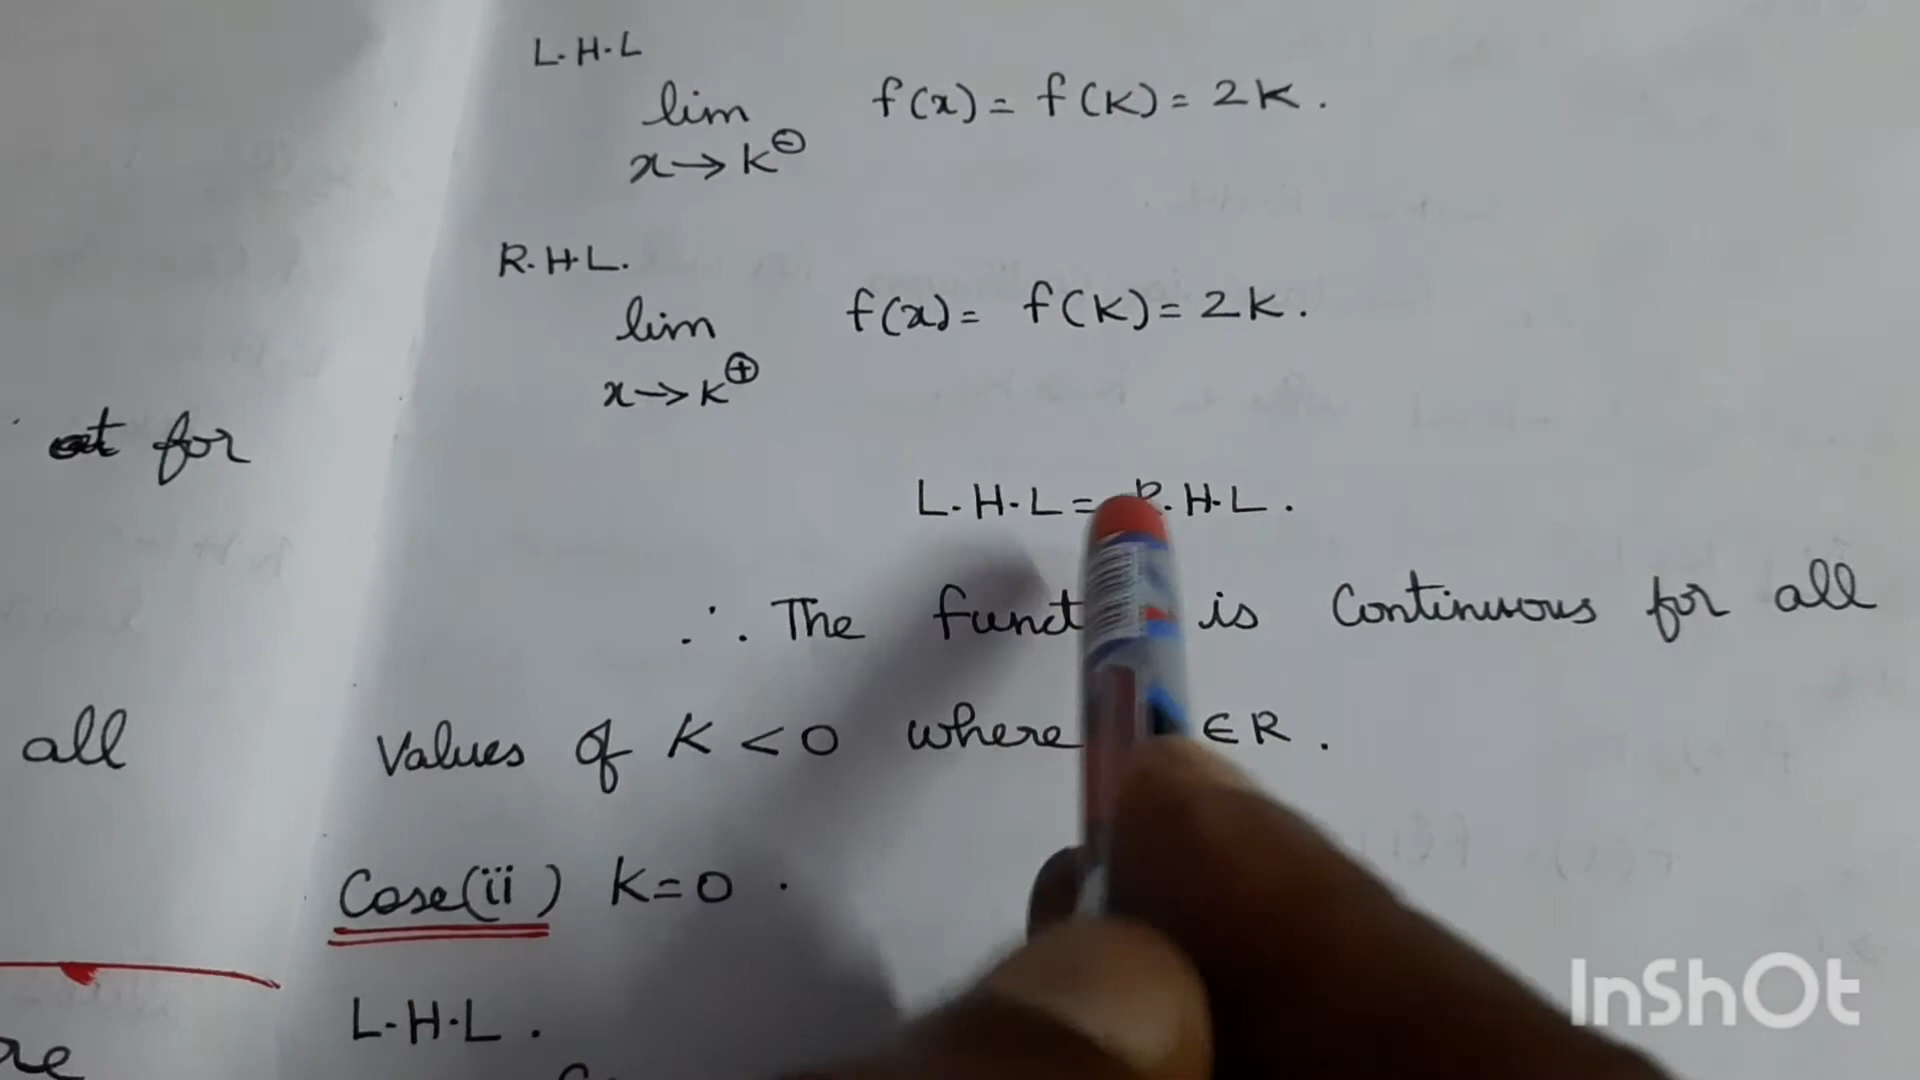 L.H.L
lim f(x) = f(K) = 2K.
x→K⊖
R.H.L.
lim f(x) = f(K) = 2K.
x→K⊕
for
L.H.L = R.H.L.
∴ The is Continuous for all
all
Values of K < 0 where ∈ R.
Case(ii) K=0.
L.H.L.
InShOt